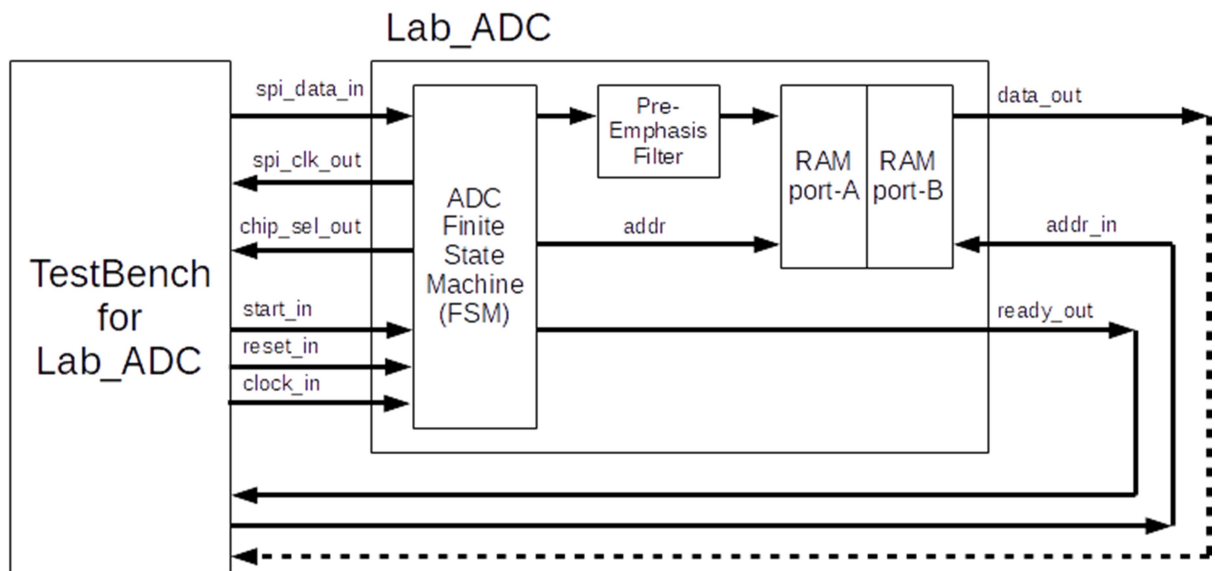 Lab_ADC
spi_data_in
spi_clk_out
chip_sel_out
start_in
reset_in
clock_in
TestBench
for
Lab_ADC
ADC
Finite
State
Machine
(FSM)
Pre-
Emphasis
Filter
addr
RAM
port-A
RAM
port-B
data_out
addr_in
ready_out